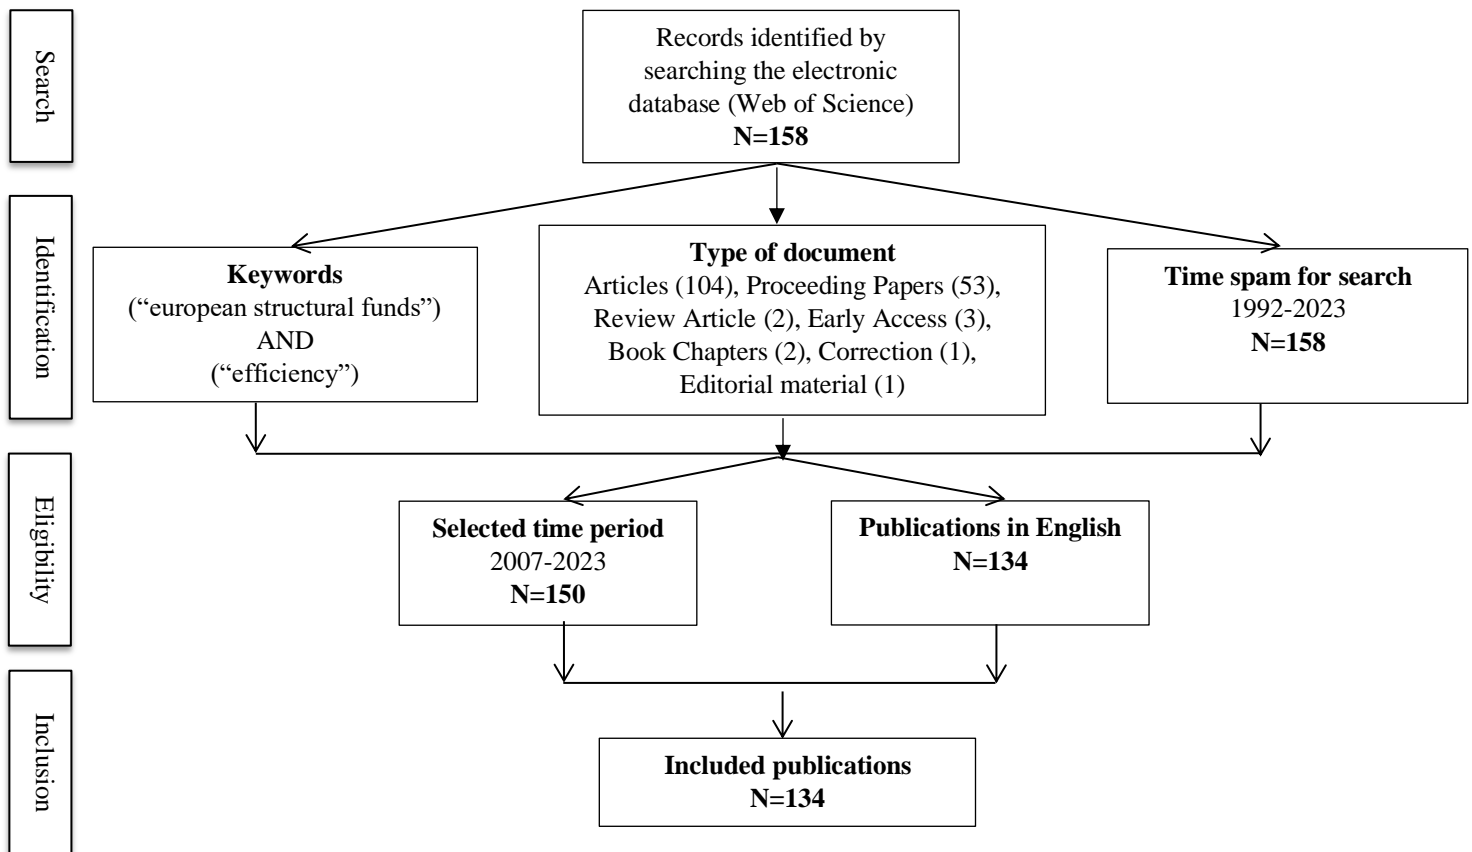 Search
Records identified by
searching the electronic
database (Web of Science)
N=158
Identification
Keywords
(“european structural funds”)
AND
(“efficiency”)
Type of document
Articles (104), Proceeding Papers (53),
Review Article (2), Early Access (3),
Book Chapters (2), Correction (1),
Editorial material (1)
Time spam for search
1992-2023
N=158
Eligibility
Selected time period
2007-2023
N=150
Publications in English
N=134
Inclusion
Included publications
N=134